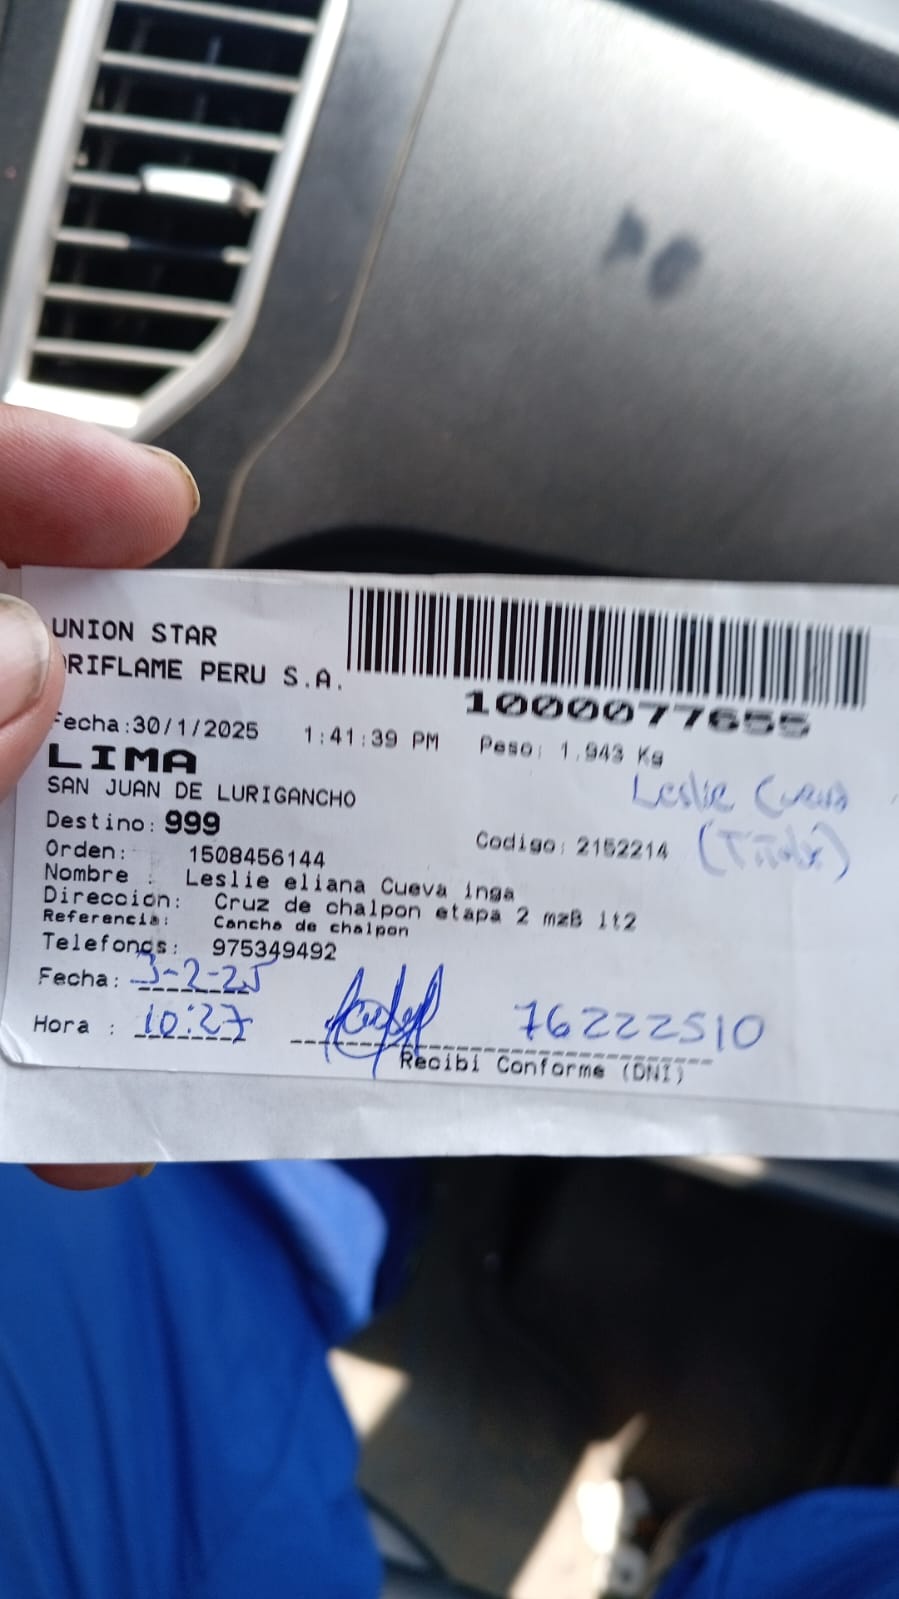 UNION STAR
ORIFLAME PERU S.A.
1000077655
Fecha:30/1/2025 1:41:39 PM Peso: 1,943 Kg
LIMA
SAN JUAN DE LURIGANCHO
Leslie Cueva
(Titular)
Destino: 999
Orden: 1508456144 Codigo: 2152214
Nombre : Leslie eliana Cueva inga
Direccion: Cruz de chalpon etapa 2 mzB lt2
Referencia: Cancha de chalpon
Telefonos: 975349492
Fecha: 3-2-25
Hora : 10:27 76222510
Recibi Conforme (DNI)